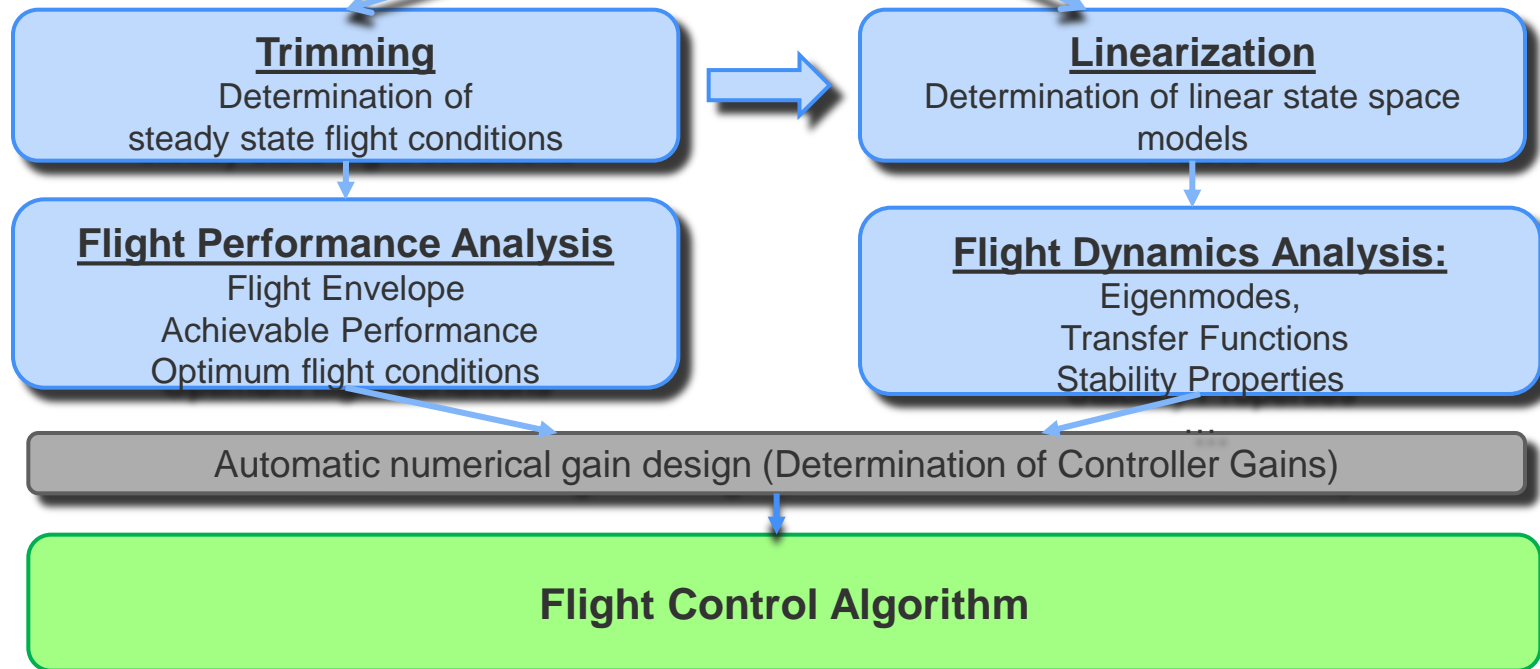 Trimming
Determination of
steady state flight conditions
Linearization
Determination of linear state space
models
Flight Performance Analysis
Flight Envelope
Achievable Performance
Optimum flight conditions
Flight Dynamics Analysis:
Eigenmodes,
Transfer Functions
Stability Properties
...
Automatic numerical gain design (Determination of Controller Gains)
Flight Control Algorithm